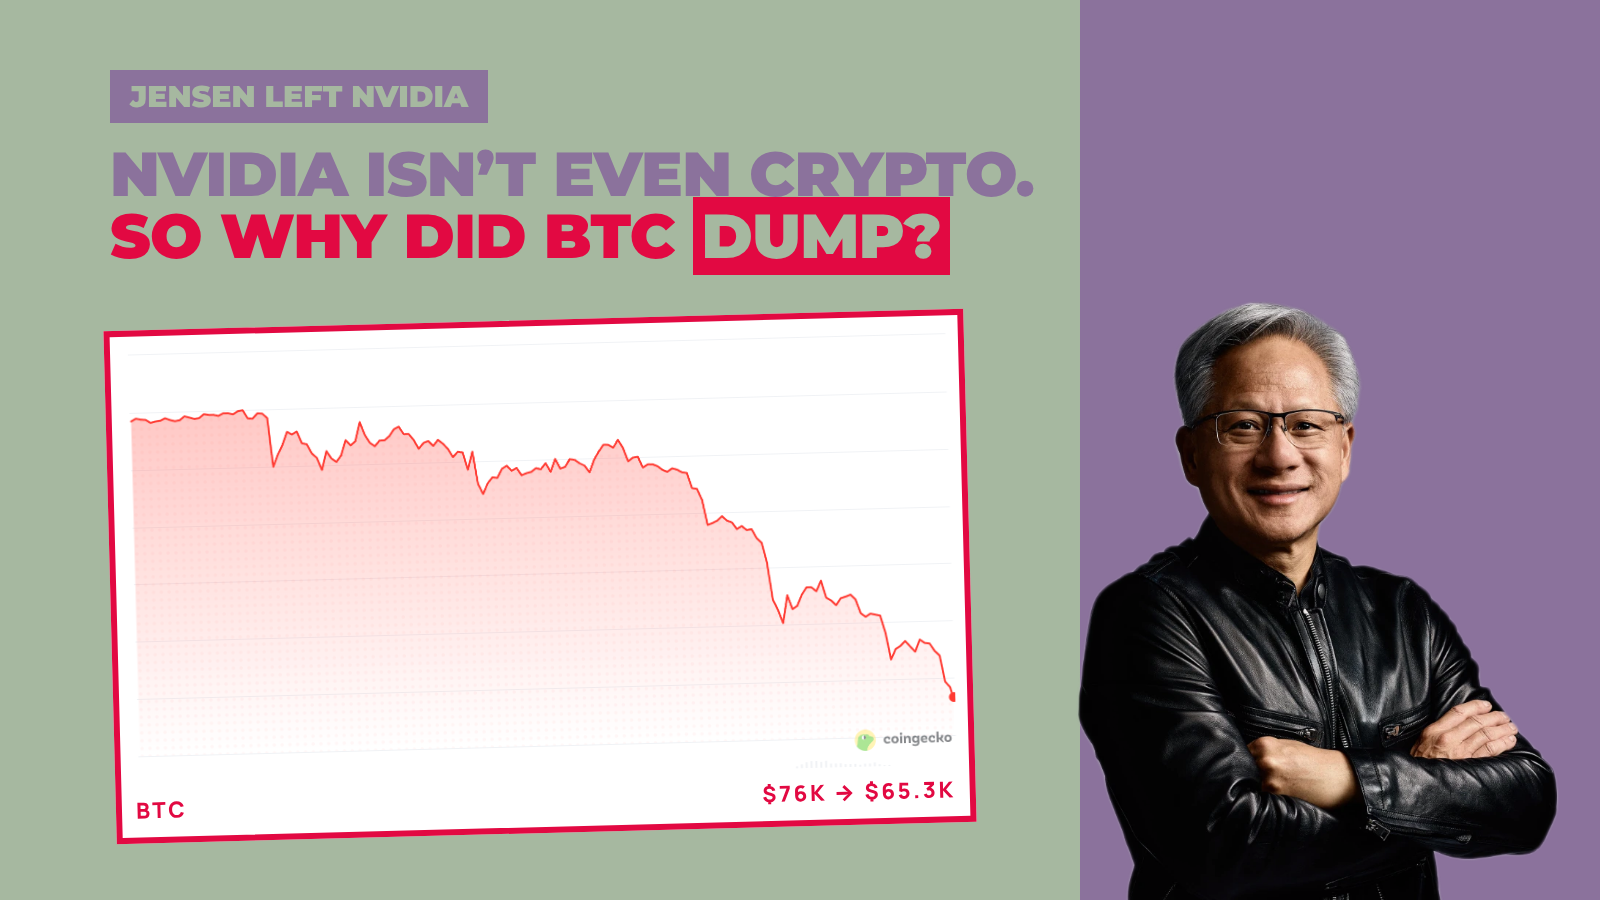 JENSEN LEFT NVIDIA
NVIDIA ISN’T EVEN CRYPTO.
SO WHY DID BTC DUMP?
coingecko
$76K → $65.3K
BTC